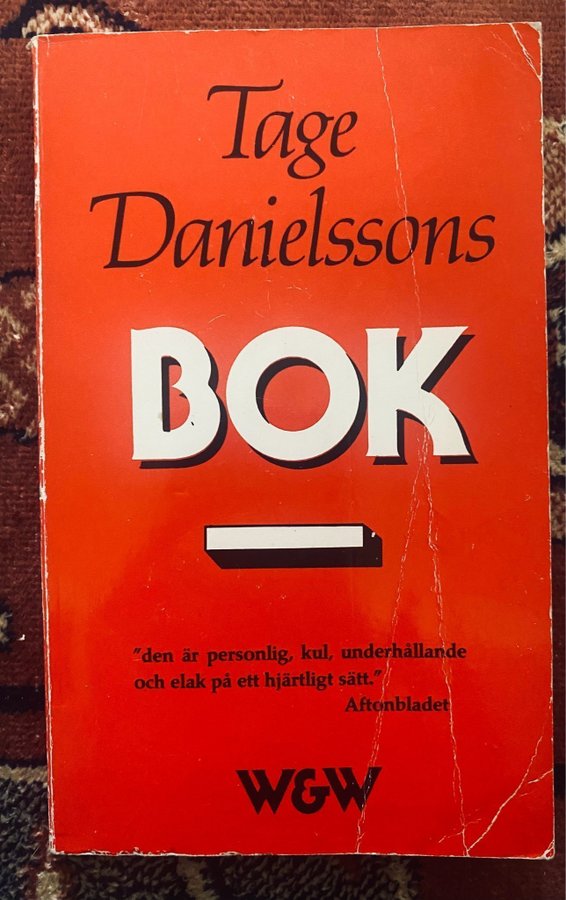 Tage
Danielssons
BOK
"den är personlig, kul, underhållande
och elak på ett hjärtligt sätt."
Aftonbladet
W&W